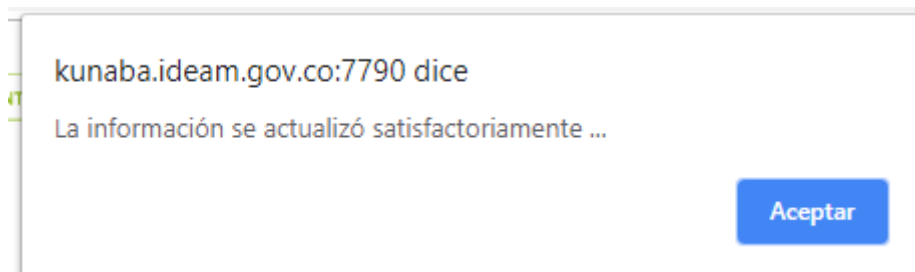 kunaba.ideam.gov.co:7790 dice
La información se actualizó satisfactoriamente ...
Aceptar